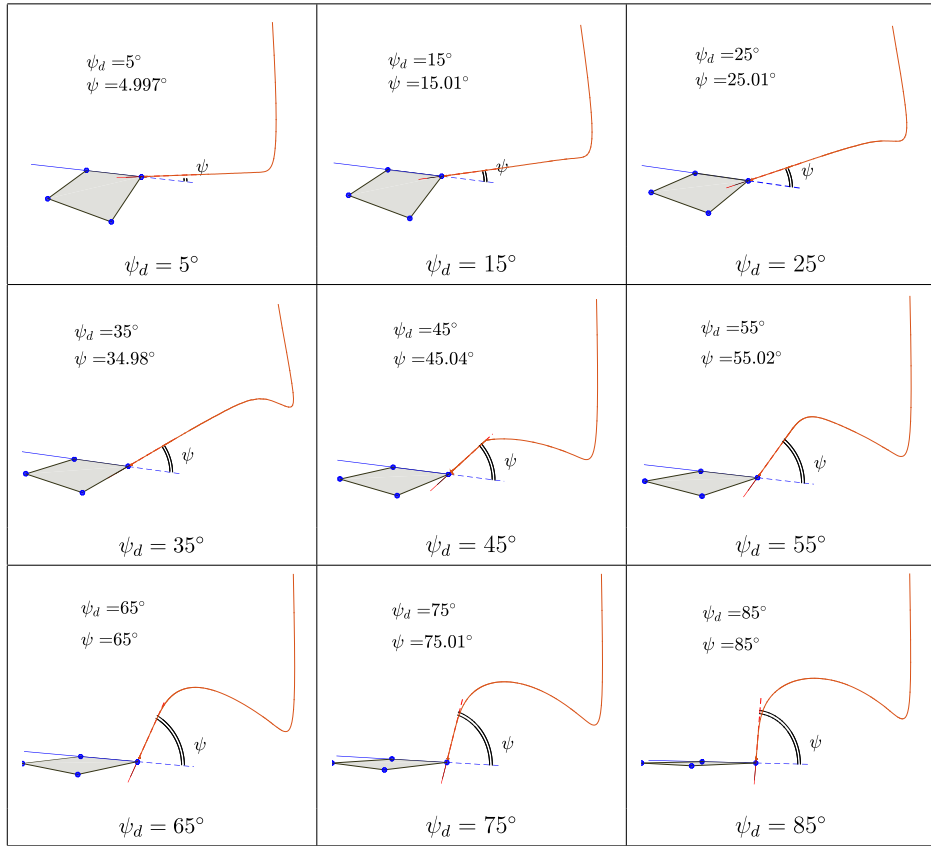 ψ_d =5°
ψ =4.997°
ψ
ψ_d = 5°
ψ_d =15°
ψ =15.01°
ψ
ψ_d = 15°
ψ_d =25°
ψ =25.01°
ψ
ψ_d = 25°
ψ_d =35°
ψ =34.98°
ψ
ψ_d = 35°
ψ_d =45°
ψ =45.04°
ψ
ψ_d = 45°
ψ_d =55°
ψ =55.02°
ψ
ψ_d = 55°
ψ_d =65°
ψ =65°
ψ
ψ_d = 65°
ψ_d =75°
ψ =75.01°
ψ
ψ_d = 75°
ψ_d =85°
ψ =85°
ψ
ψ_d = 85°